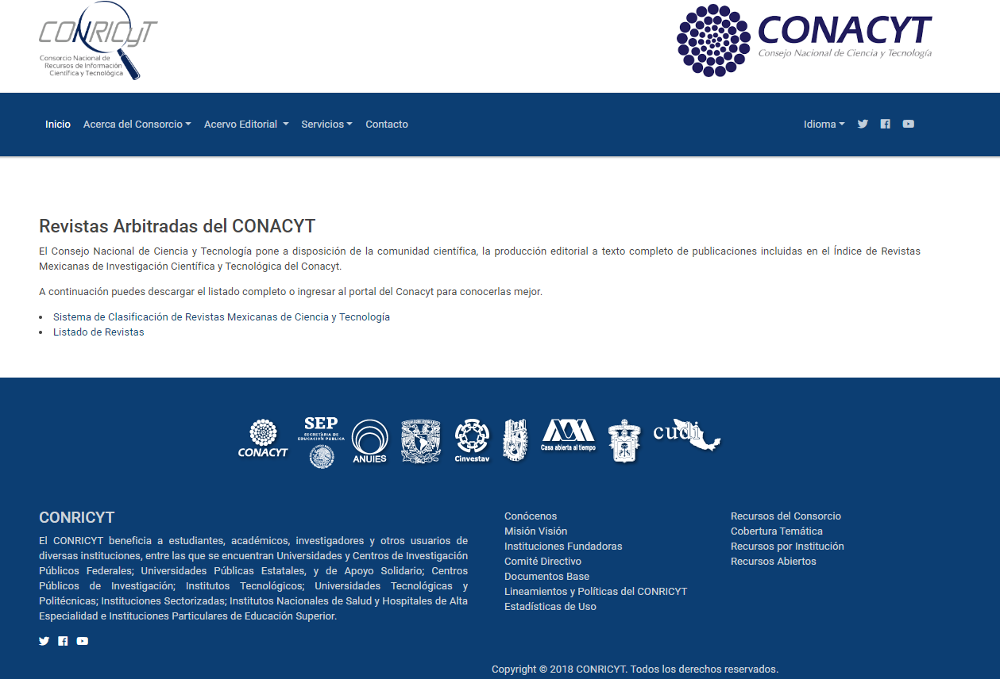 CONRICyT
Consorcio Nacional de
Recursos de Información
Científica y Tecnológica
CONACYT
Consejo Nacional de Ciencia y Tecnología
Inicio Acerca del Consorcio Acervo Editorial Servicios Contacto Idioma
Revistas Arbitradas del CONACYT
El Consejo Nacional de Ciencia y Tecnología pone a disposición de la comunidad científica, la producción editorial a texto completo de publicaciones incluidas en el Índice de Revistas
Mexicanas de Investigación Científica y Tecnológica del Conacyt.
A continuación puedes descargar el listado completo o ingresar al portal del Conacyt para conocerlas mejor.
• Sistema de Clasificación de Revistas Mexicanas de Ciencia y Tecnología
• Listado de Revistas
CONACYT
SEP
SECRETARÍA DE
EDUCACIÓN PÚBLICA
ANUIES
Cinvestav
Casa abierta al tiempo
cudi
CONRICYT
El CONRICYT beneficia a estudiantes, académicos, investigadores y otros usuarios de
diversas instituciones, entre las que se encuentran Universidades y Centros de Investigación
Públicos Federales; Universidades Públicas Estatales, y de Apoyo Solidario; Centros
Públicos de Investigación; Institutos Tecnológicos; Universidades Tecnológicas y
Politécnicas; Instituciones Sectorizadas; Institutos Nacionales de Salud y Hospitales de Alta
Especialidad e Instituciones Particulares de Educación Superior.
Conócenos
Misión Visión
Instituciones Fundadoras
Comité Directivo
Documentos Base
Lineamientos y Políticas del CONRICYT
Estadísticas de Uso
Recursos del Consorcio
Cobertura Temática
Recursos por Institución
Recursos Abiertos
Copyright © 2018 CONRICYT. Todos los derechos reservados.